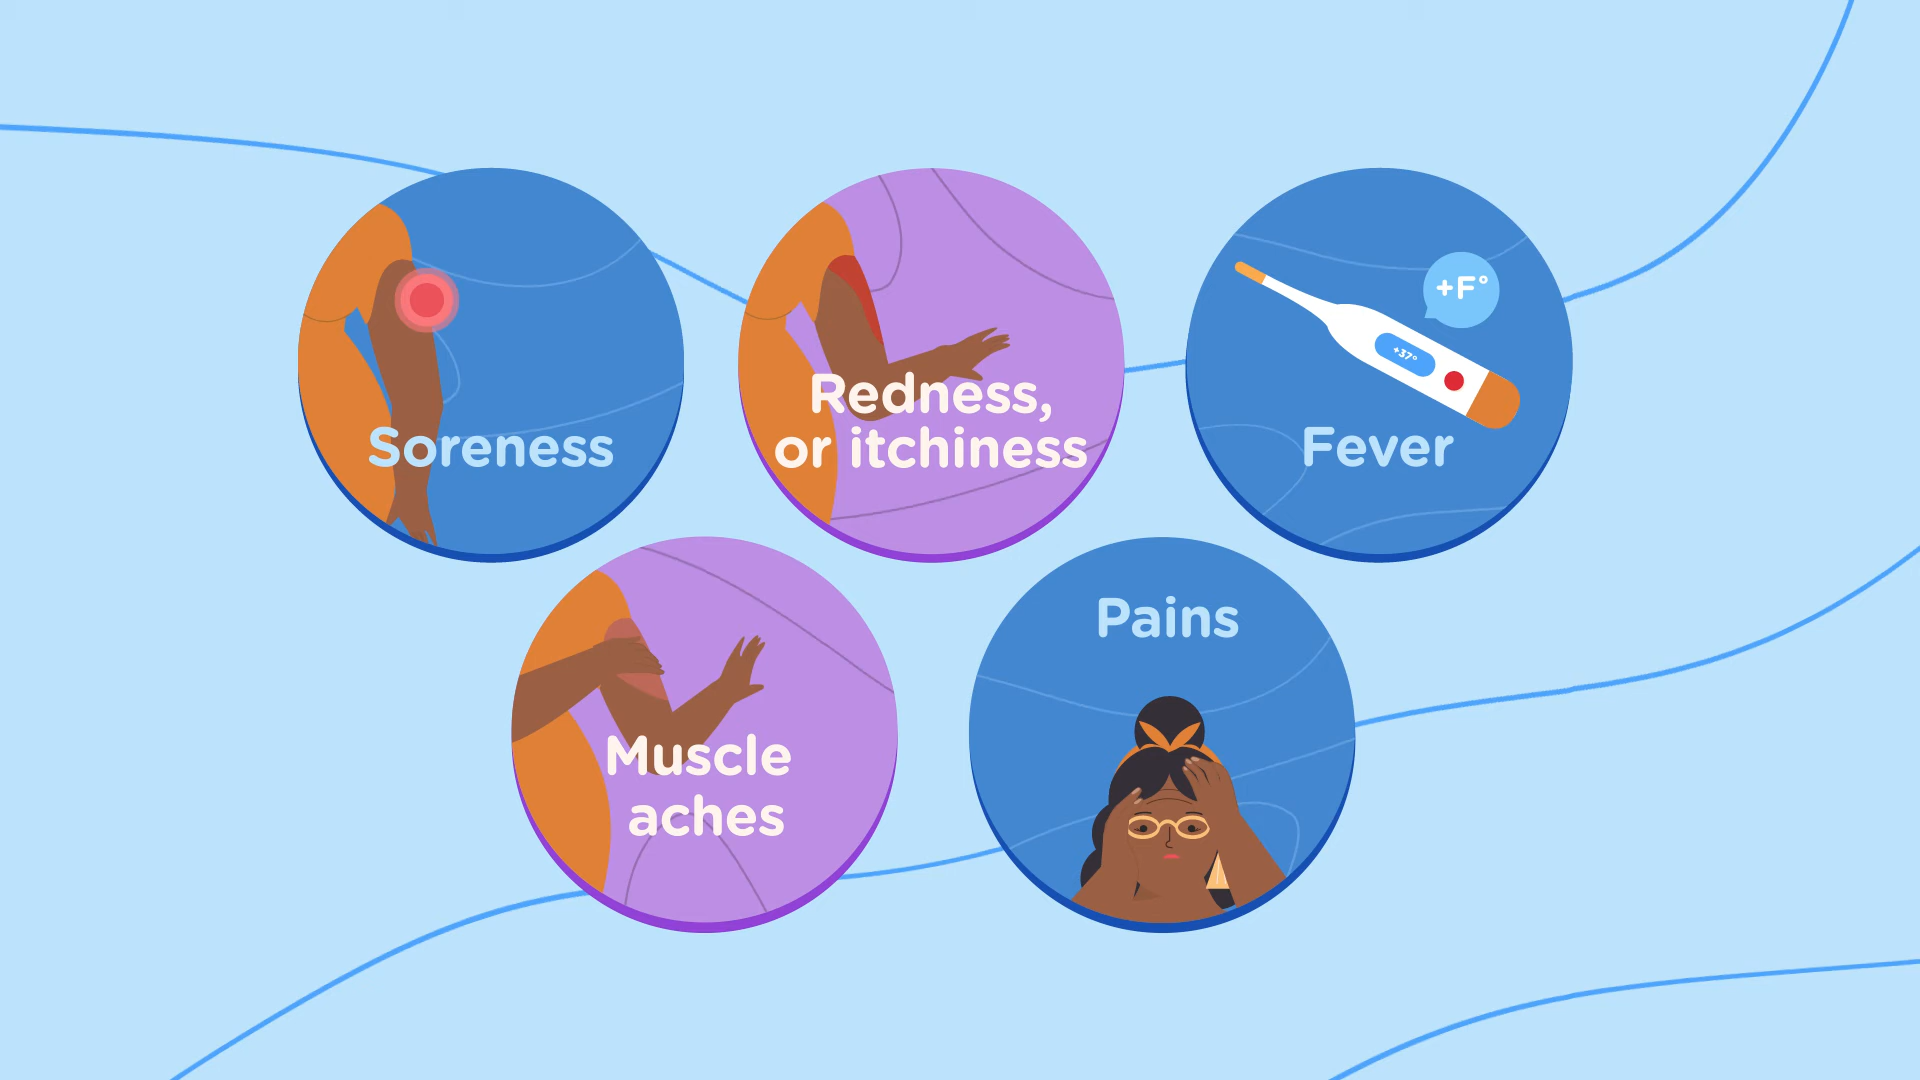 Soreness
Redness,
or itchiness
+F°
+37°
Fever
Muscle
aches
Pains